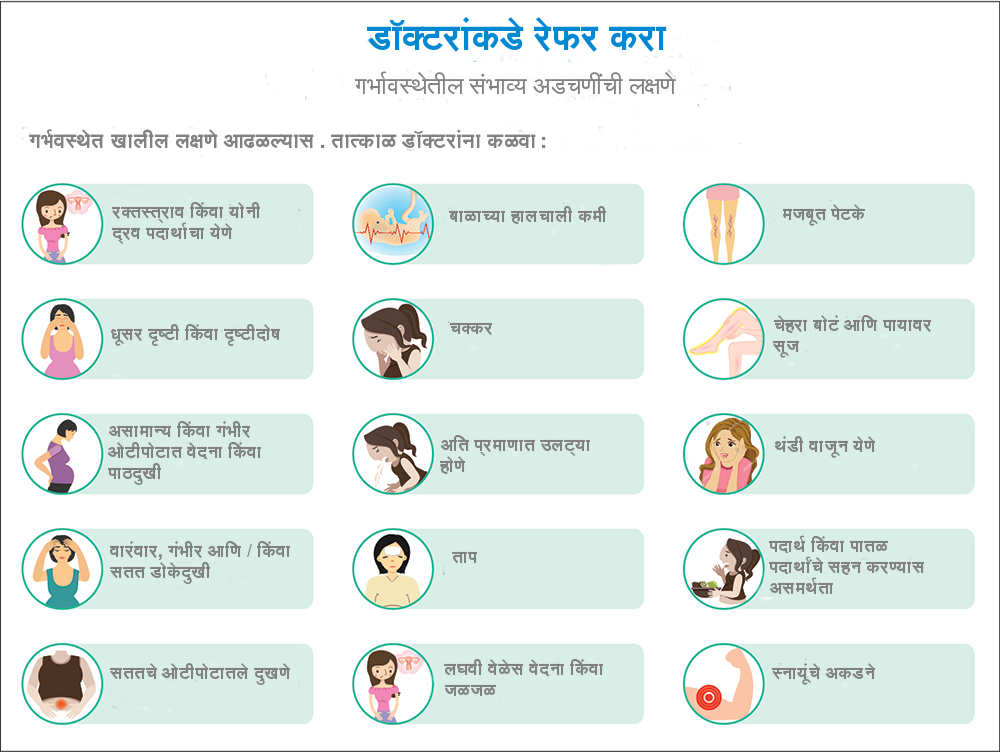 डॉक्टरांकडे रेफर करा
गर्भावस्थेतील संभाव्य अडचणींची लक्षणे
गर्भवस्थेत खालील लक्षणे आढळल्यास . तात्काळ डॉक्टरांना कळवा :
रक्तस्त्राव किंवा योनी
द्रव पदार्थाचा येणे
बाळाच्या हालचाली कमी
मजबूत पेटके
धूसर दृष्टी किंवा दृष्टीदोष
चक्कर
चेहरा बोटं आणि पायावर
सूज
असामान्य किंवा गंभीर
ओटीपोटात वेदना किंवा
पाठदुखी
अति प्रमाणात उलट्या
होणे
थंडी वाजून येणे
वारंवार, गंभीर आणि / किंवा
सतत डोकेदुखी
ताप
पदार्थ किंवा पातळ
पदार्थांचे सहन करण्यास
असमर्थता
सततचे ओटीपोटातले दुखणे
लघवी वेळेस वेदना किंवा
जळजळ
स्नायूंचे अकडने